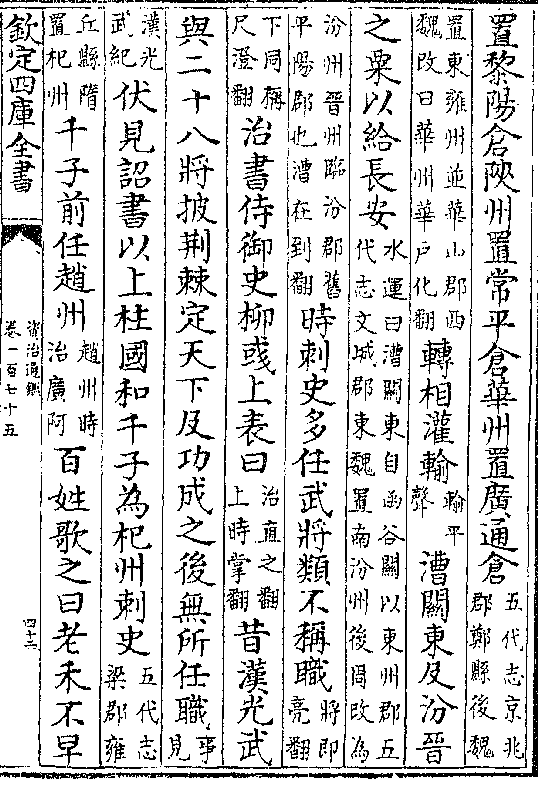 置黎陽倉陜州置常平倉華州置廣通倉五代志京兆郡鄭縣後魏
置東雍州並華山郡西魏改曰華州華戶化翻轉相灌輸輸平聲漕關東及汾晉
之粟以給長安水運曰漕關東自函谷關以東州郡五代志文城郡東魏置南汾州後周改為
汾州晉州臨汾郡舊平陽郡也漕在到翻時刺史多任武將類不稱職將即亮翻
下同稱尺澄翻治書侍御史柳彧上表曰治直之翻上時掌翻昔漢光武
與二十八將披荆棘定天下及功成之後無所任職事見
漢光武紀伏見詔書以上柱國和千子為杞州刺史五代志梁郡雍
丘縣隋置杞州千子前任趙州趙州時治廣阿百姓歌之曰老禾不早
欽定四庫全書
資治通鑑
卷一百七十五
四十三